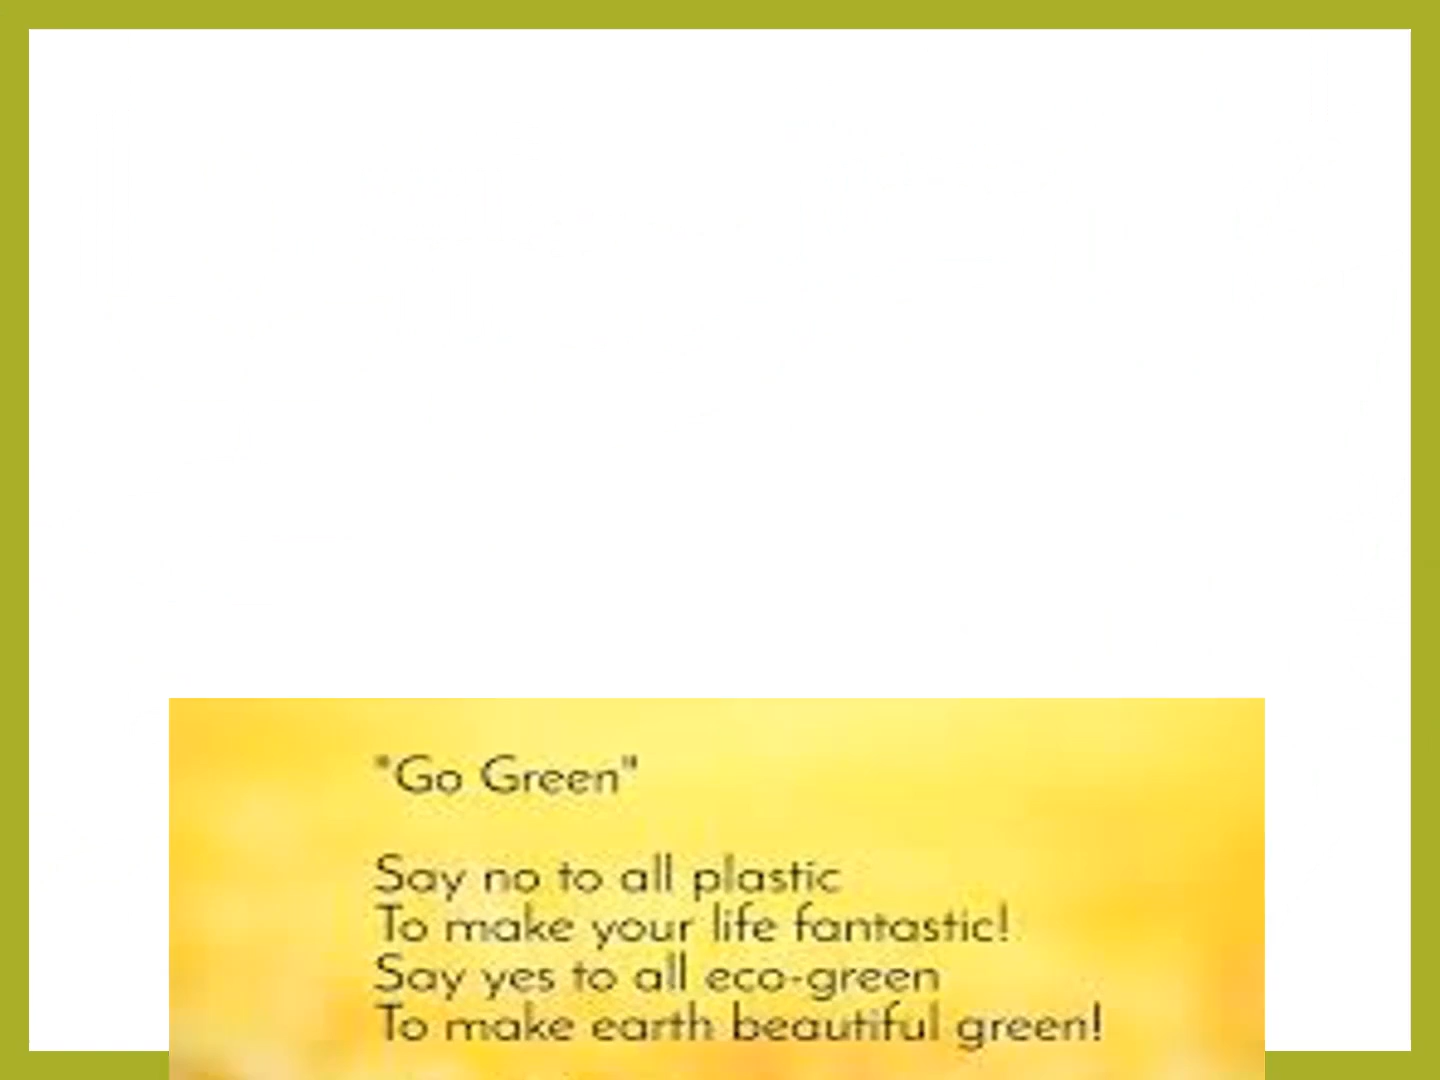 "Go Green"
Say no to all plastic
To make your life fantastic!
Say yes to all eco-green
To make earth beautiful green!